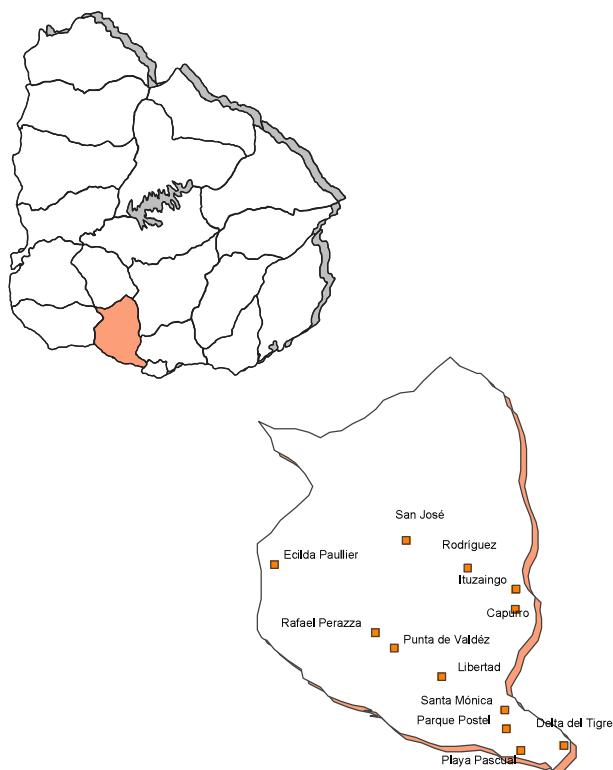 San José
Rodríguez
Ecilda Paullier
Ituzaingo
Capurro
Rafael Perazza
Punta de Valdéz
Libertad
Santa Mónica
Parque Postel
Delta del Tigre
Playa Pascual